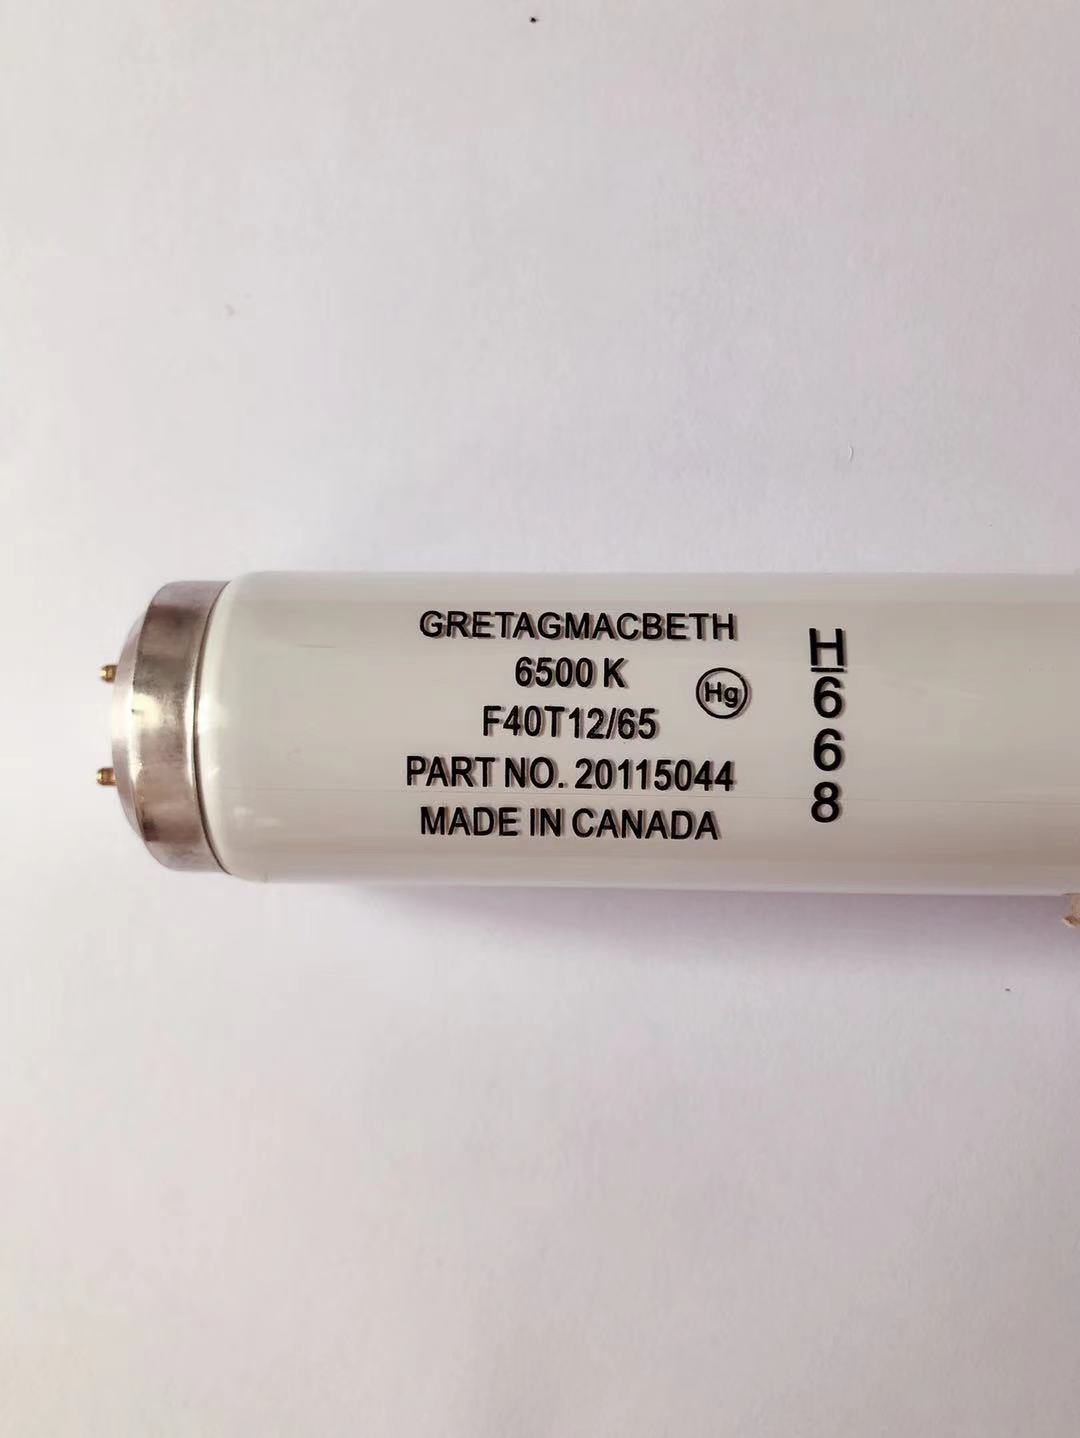 GRETAGMACBETH
6500 K
Hg
F40T12/65
PART NO. 20115044
MADE IN CANADA
H
6
6
8